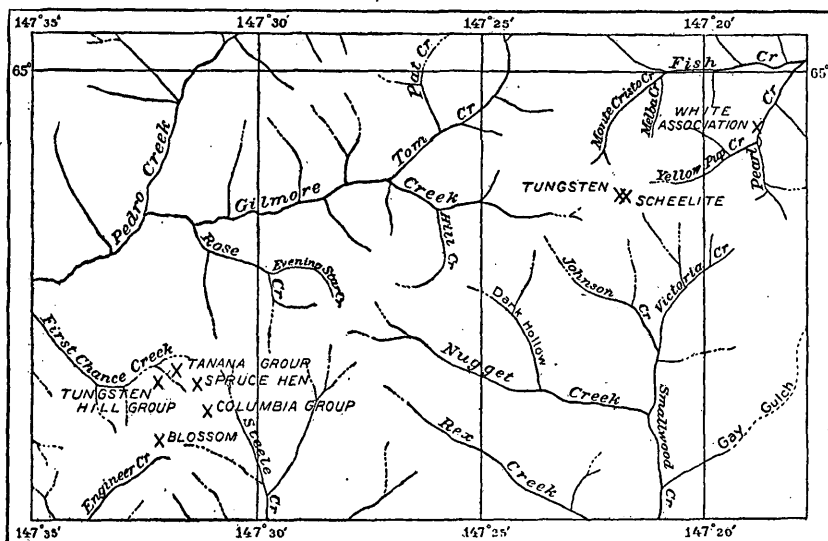 147°35′ 147°30′ 147°25′ 147°20′
65°
65°
Pat Cr
Fish Cr
Monte Cristo Cr
Melba Cr
WHITE
ASSOCIATION
Pedro Creek
Tom Cr
Yellow Pup Cr
Pearl Cr
Gilmore Creek
TUNGSTEN
SCHEELITE
Hill Cr
Rose Cr
Evening Star Cr
Johnson Cr
Victoria Cr
Dark Hollow
First Chance Creek
Nugget Creek
TANANA GROUP
SPRUCE HEN
TUNGSTEN
HILL GROUP
COLUMBIA GROUP
BLOSSOM
Steele Cr
Rex Creek
Smallwood Cr
Gay Gulch
Engineer Cr
147°35′ 147°30′ 147°25′ 147°20′